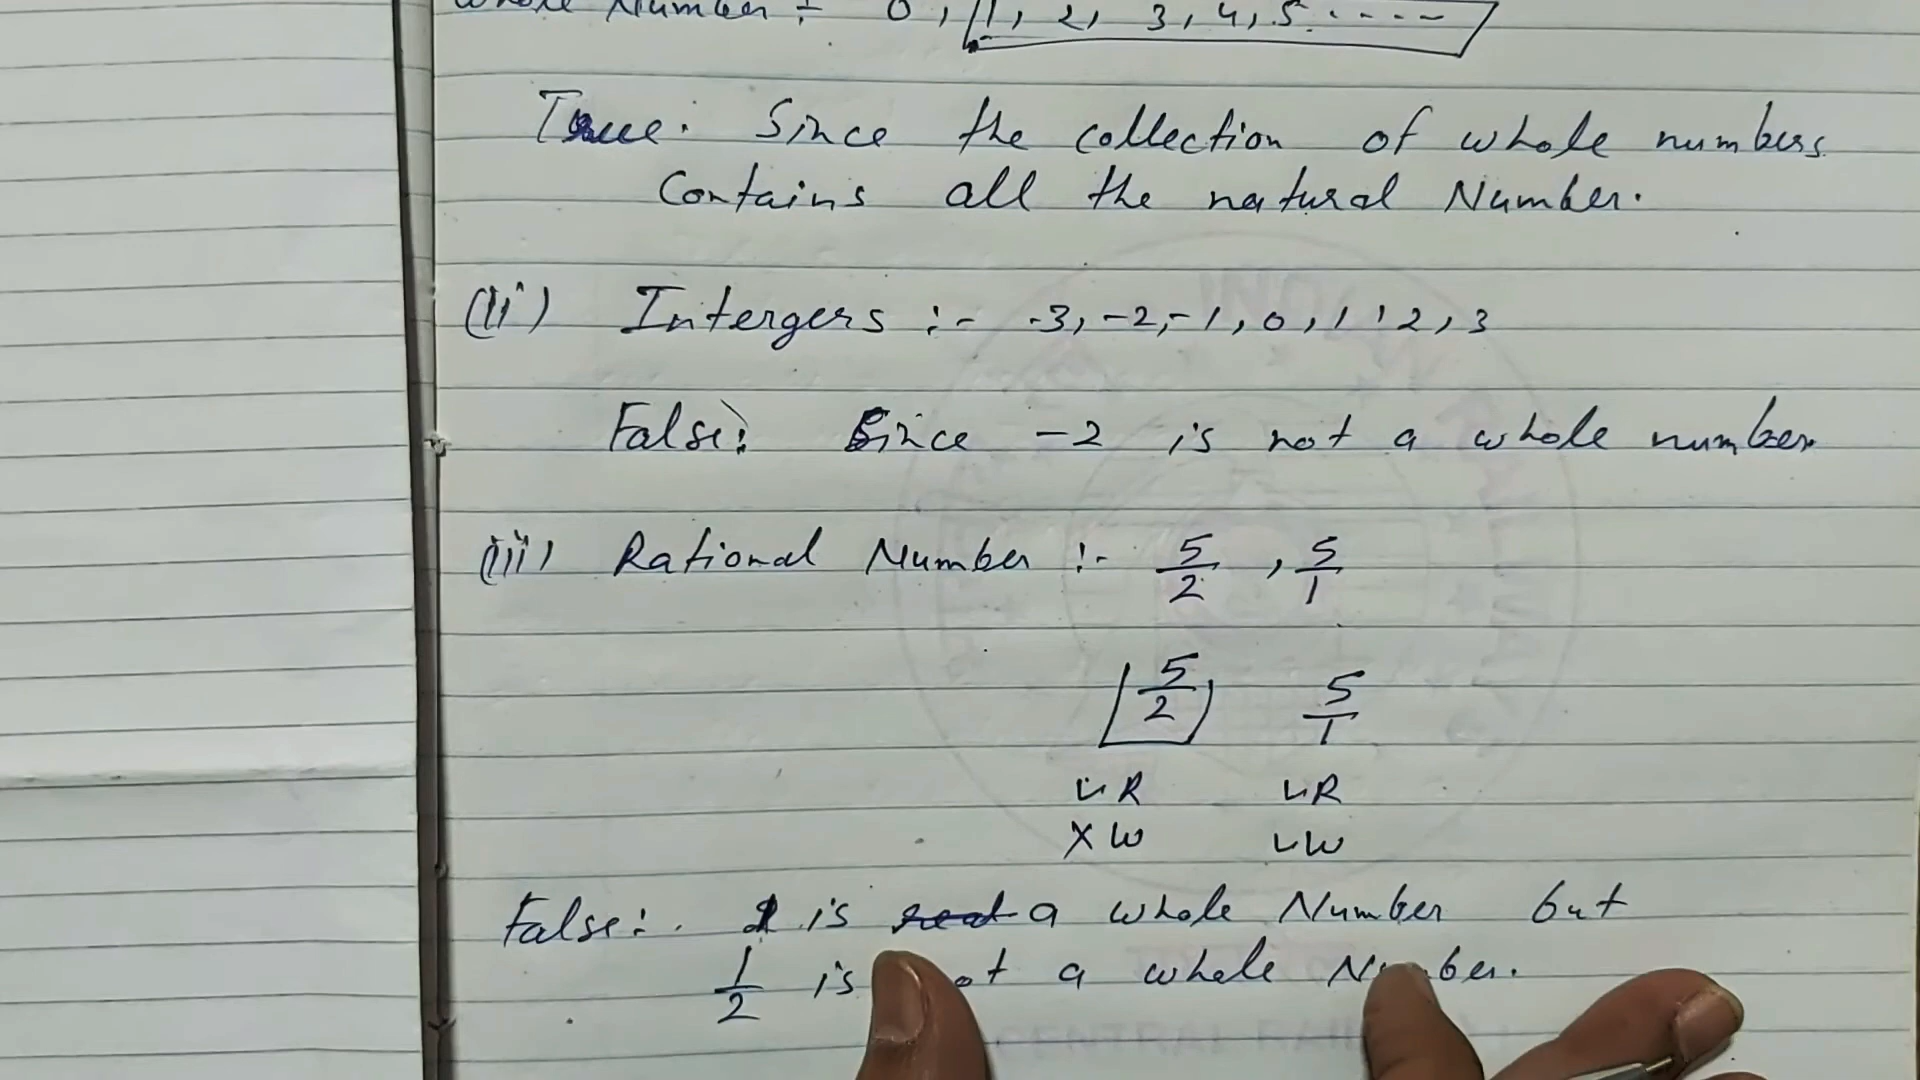 Whole Number ÷ 0, 1, 2, 3, 4, 5 ....
True. Since the collection of whole numbers
Contains all the natural Number.
(ii) Intergers :- -3, -2, -1, 0, 1, 2, 3
False: Since -2 is not a whole number
(iii) Rational Number :- 5/2, 5/1
5/2 5/1
R R
X W W
False: 1 is a whole Number but
1/2 is a whole